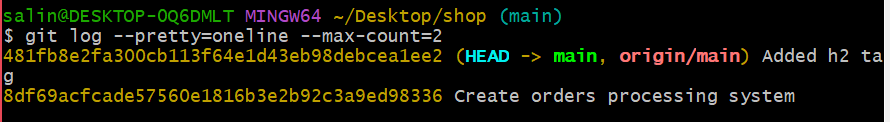 salin@DESKTOP-OQ6DMLT MINGW64 ~/Desktop/shop (main)
$ git log --pretty=oneline --max-count=2
481fb8e2fa300cb113f64e1d43eb98debcea1ee2 (HEAD -> main, origin/main) Added h2 ta
g
8df69acfcade57560e1816b3e2b92c3a9ed98336 Create orders processing system